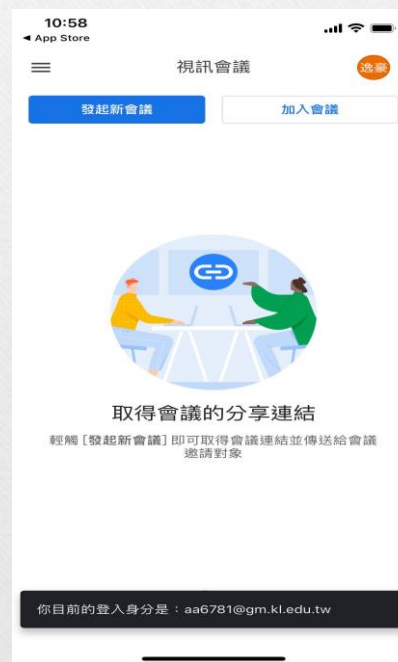 10:58
◀ App Store
視訊會議
逸豪
發起新會議
加入會議
取得會議的分享連結
輕觸 [發起新會議] 即可取得會議連結並傳送給會議
邀請對象
你目前的登入身分是：aa6781@gm.kl.edu.tw